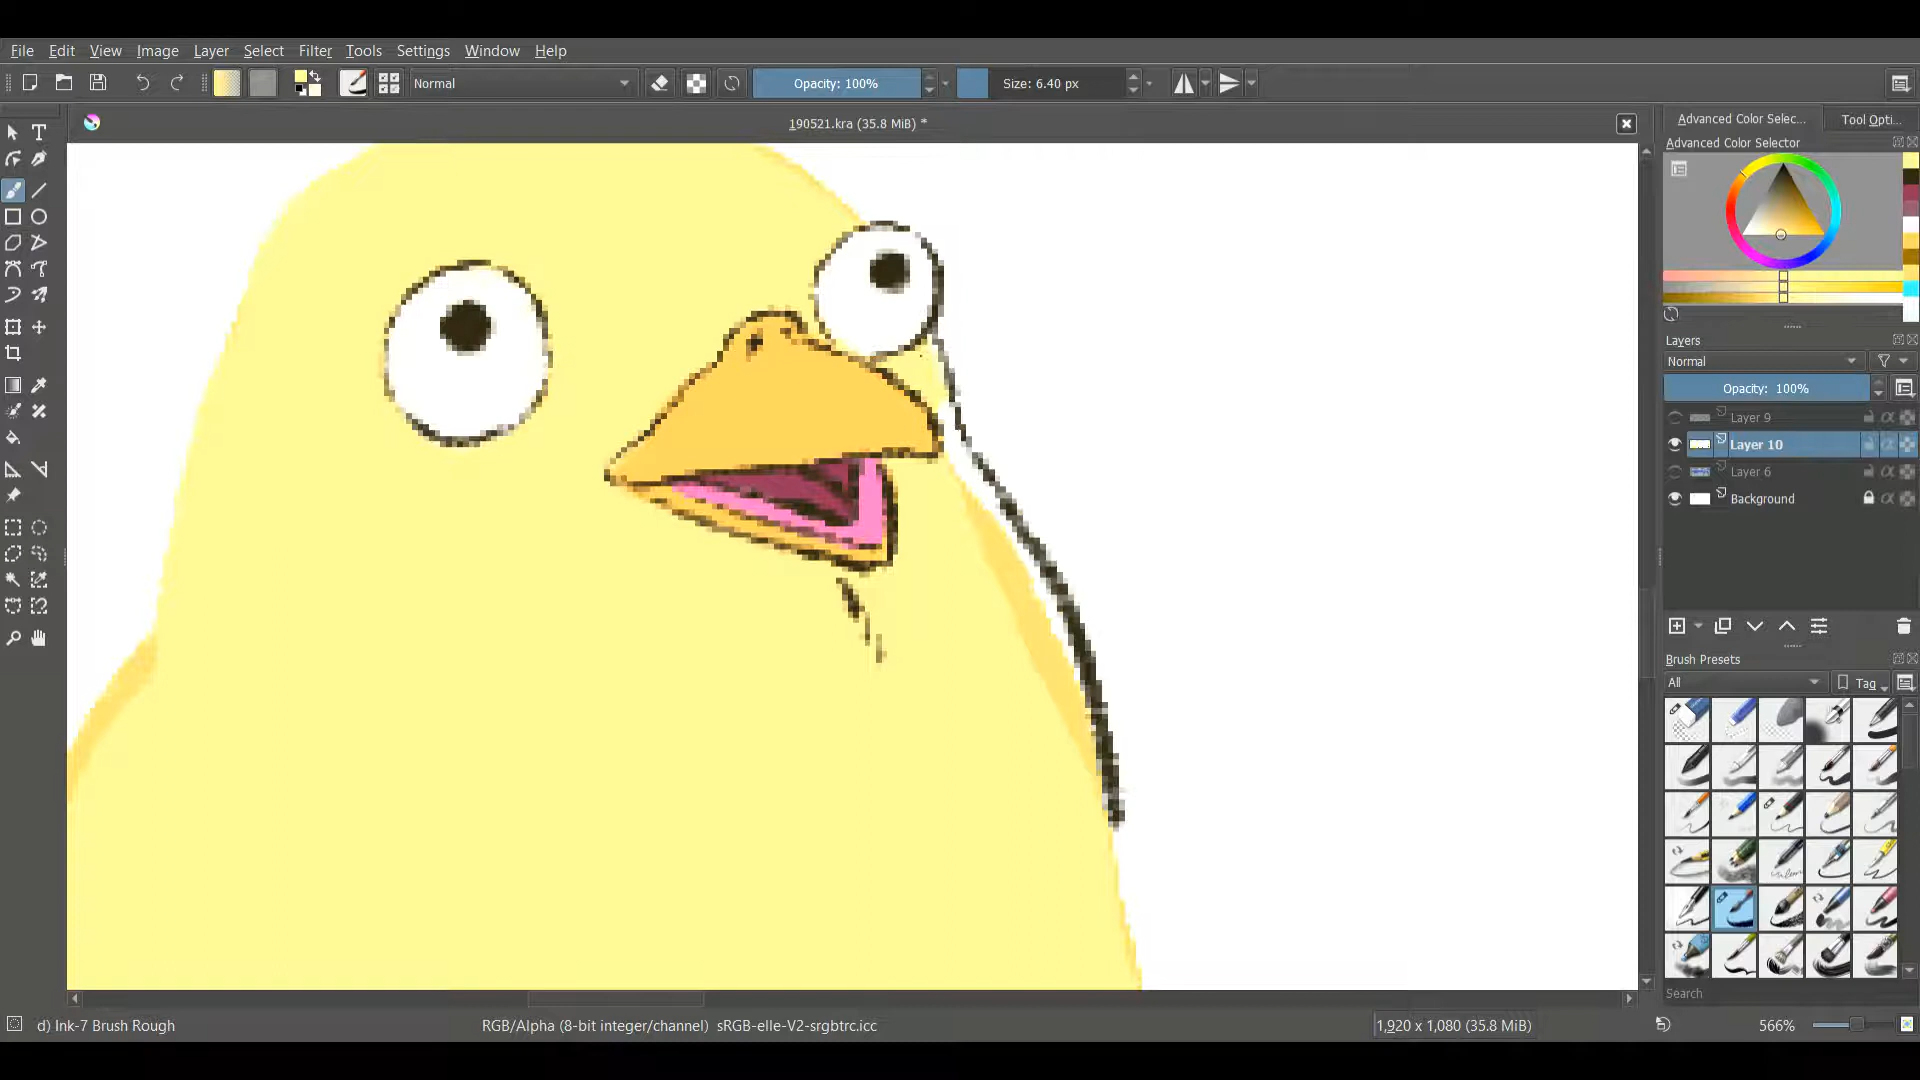 File Edit View Image Layer Select Filter Tools Settings Window Help
Normal
Opacity: 100%
Size: 6.40 px
190521.kra (35.8 MiB) *
Advanced Color Selec...
Tool Opti...
Advanced Color Selector
Layers
Normal
Opacity: 100%
Layer 9
Layer 10
Layer 6
Background
Brush Presets
All
Tag
Search
d) Ink-7 Brush Rough
RGB/Alpha (8-bit integer/channel) sRGB-elle-V2-srgbtrc.icc
1,920 x 1,080 (35.8 MiB)
566%